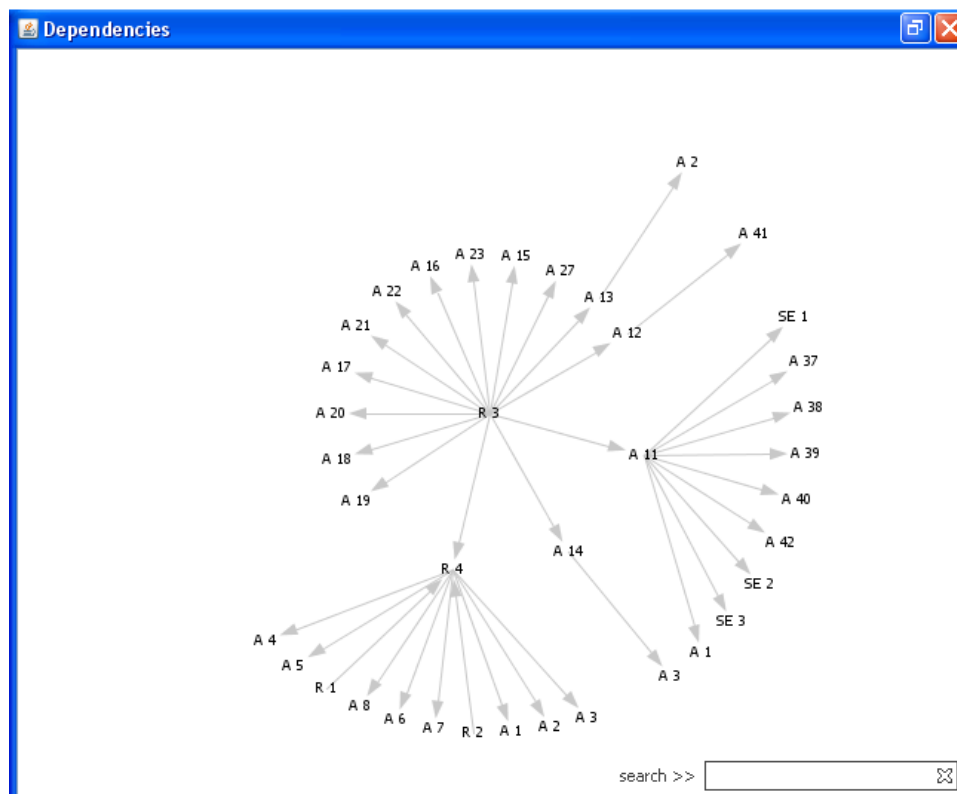 Dependencies
A 2
A 41
A 23
A 15
A 16
A 27
A 22
A 13
A 21
A 12
SE 1
A 17
A 37
A 20
R 3
A 38
A 18
A 11
A 39
A 19
A 40
A 42
A 14
R 4
SE 2
SE 3
A 4
A 1
A 5
A 3
R 1
A 8
A 6
A 7
R 2
A 1
A 2
A 3
search >>